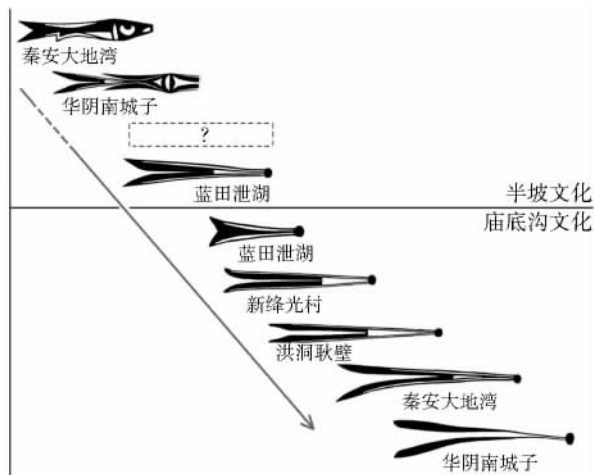 秦安大地湾
华阴南城子
?
蓝田泄湖
半坡文化
庙底沟文化
蓝田泄湖
新绛光村
洪洞耿壁
秦安大地湾
华阴南城子